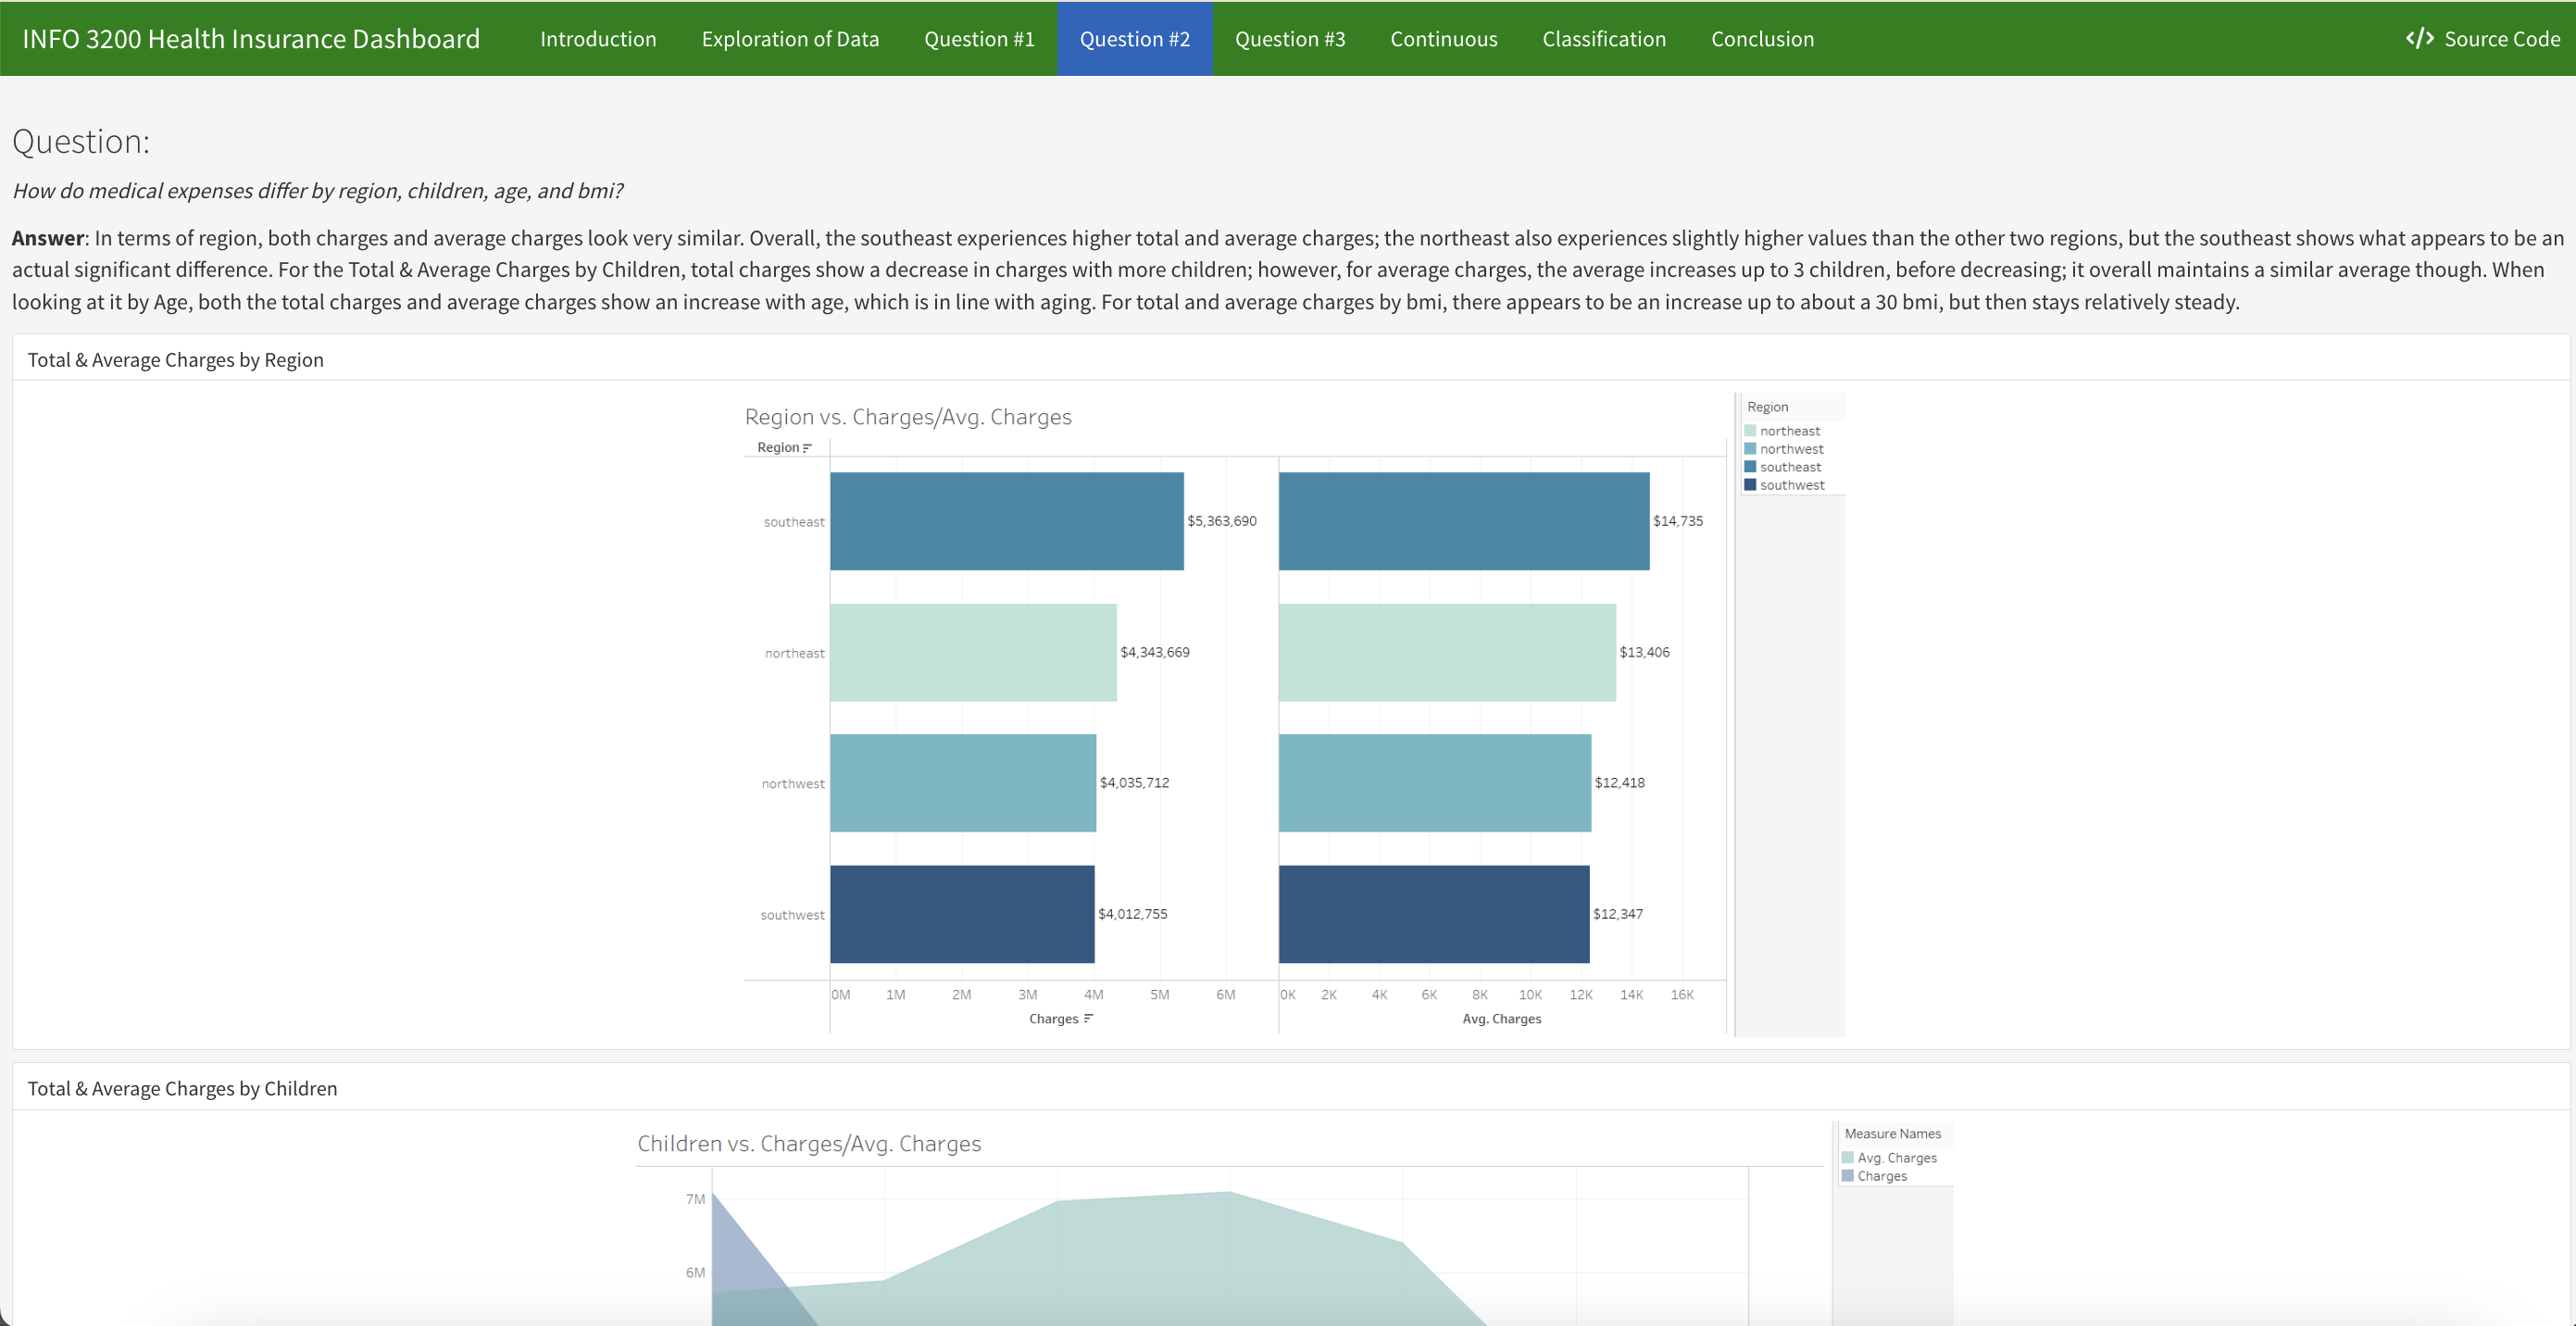 INFO 3200 Health Insurance Dashboard Introduction Exploration of Data Question #1 Question #2 Question #3 Continuous Classification Conclusion </> Source Code
Question:
How do medical expenses differ by region, children, age, and bmi?
Answer: In terms of region, both charges and average charges look very similar. Overall, the southeast experiences higher total and average charges; the northeast also experiences slightly higher values than the other two regions, but the southeast shows what appears to be an
actual significant difference. For the Total & Average Charges by Children, total charges show a decrease in charges with more children; however, for average charges, the average increases up to 3 children, before decreasing; it overall maintains a similar average though. When
looking at it by Age, both the total charges and average charges show an increase with age, which is in line with aging. For total and average charges by bmi, there appears to be an increase up to about a 30 bmi, but then stays relatively steady.
Total & Average Charges by Region
Region vs. Charges/Avg. Charges
Region
southeast $5,363,690 $14,735
northeast $4,343,669 $13,406
northwest $4,035,712 $12,418
southwest $4,012,755 $12,347
0M 1M 2M 3M 4M 5M 6M 0K 2K 4K 6K 8K 10K 12K 14K 16K
Charges Avg. Charges
Region
northeast
northwest
southeast
southwest
Total & Average Charges by Children
Children vs. Charges/Avg. Charges
7M
6M
Measure Names
Avg. Charges
Charges